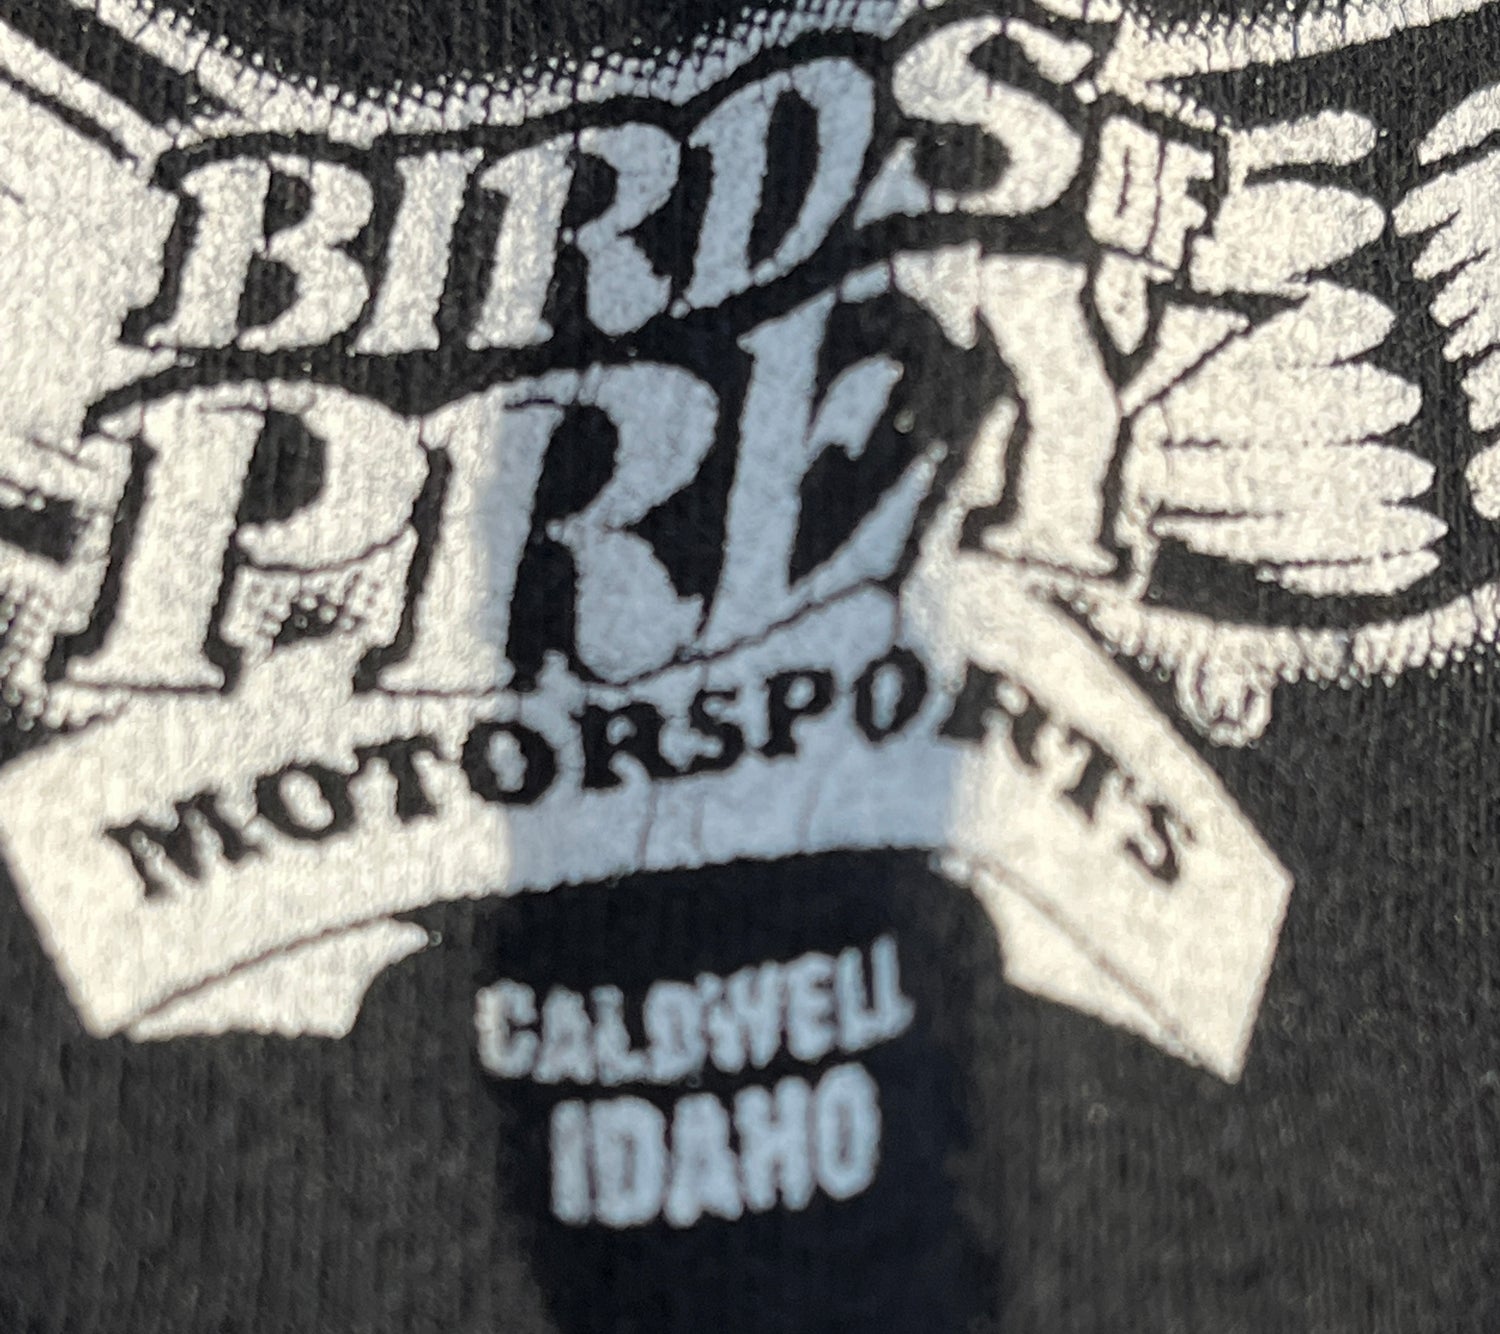 BIRDS OF
PREY
MOTORSPORTS
CALDWELL
IDAHO